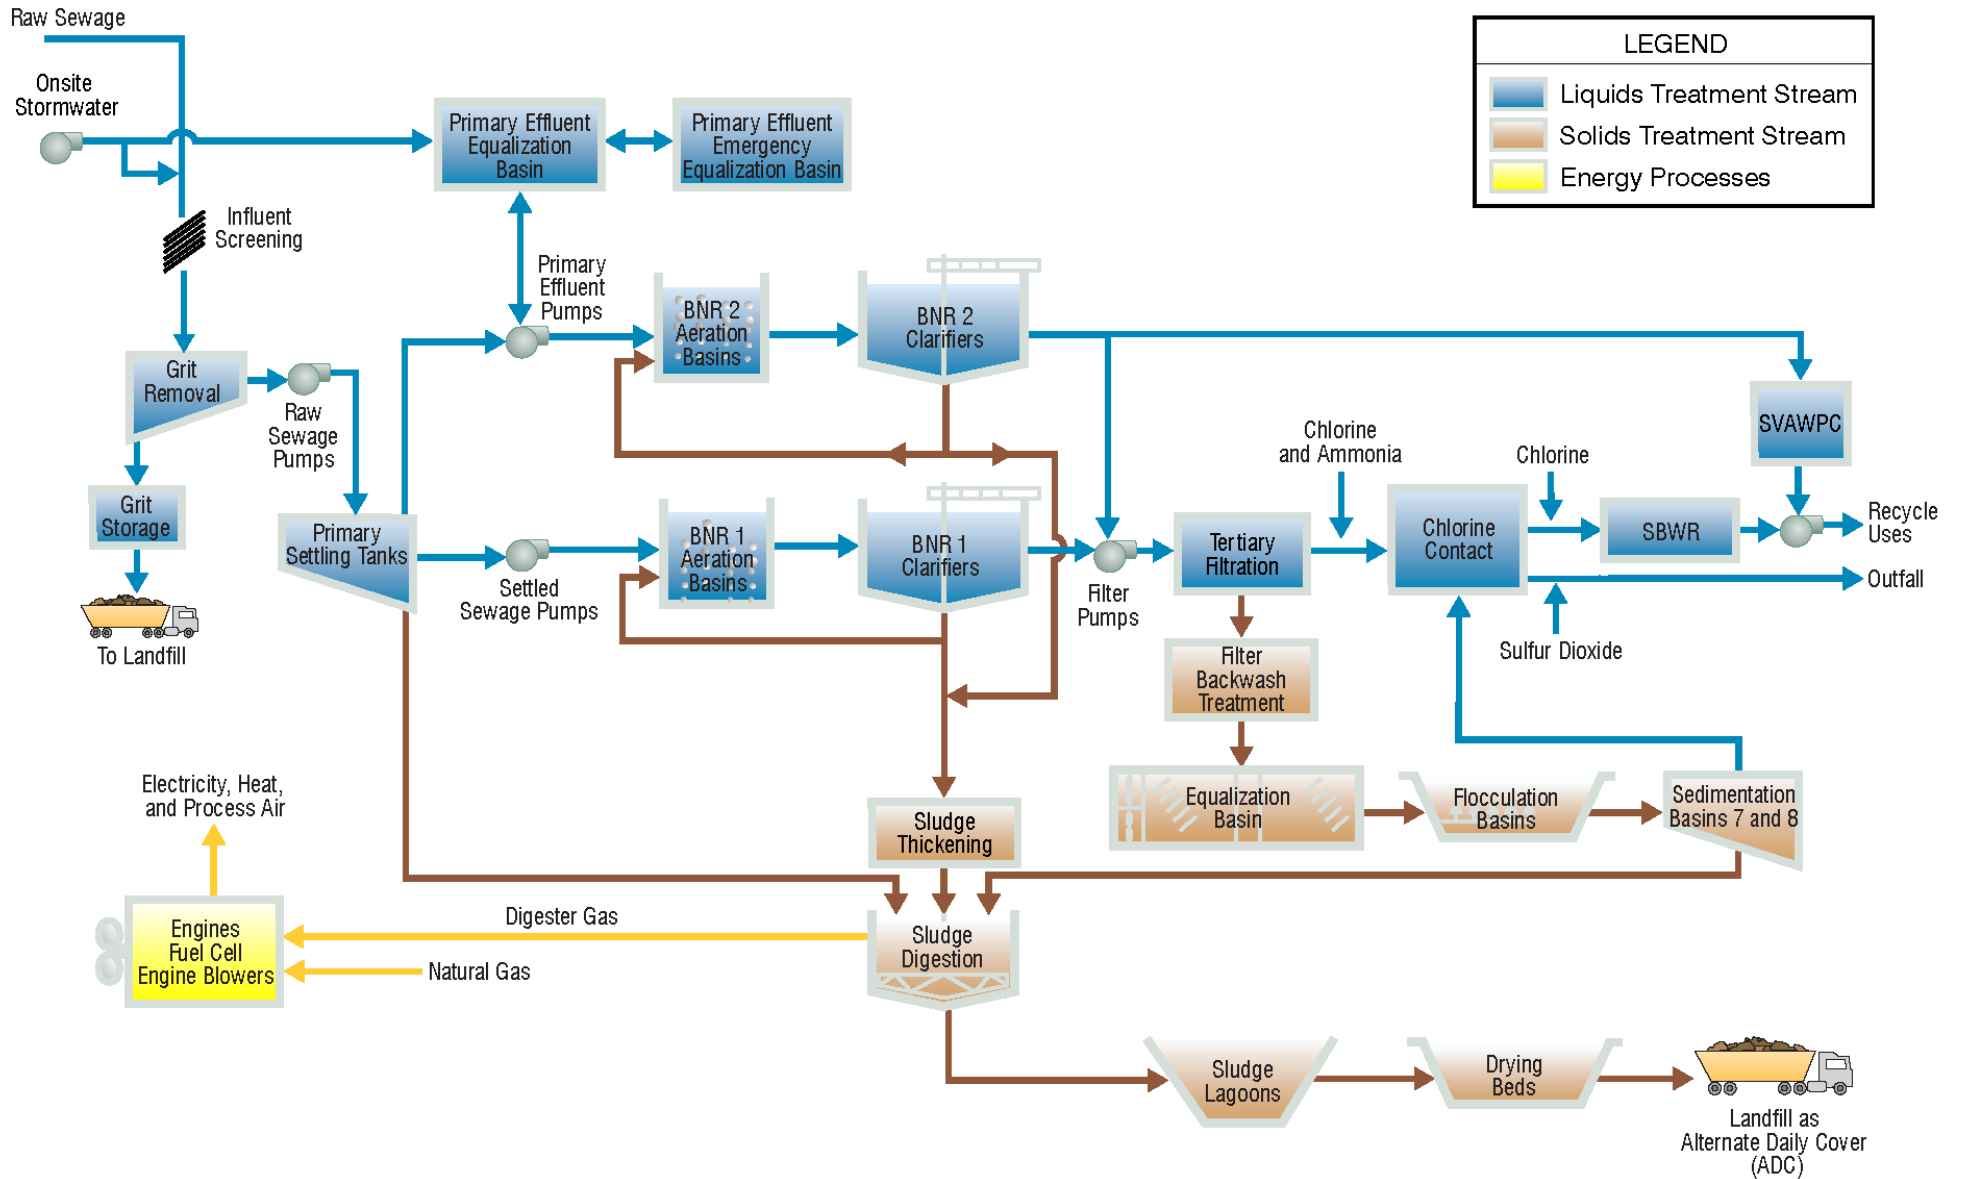 Raw Sewage
Onsite
Stormwater
Influent
Screening
Primary Effluent
Equalization
Basin
Primary Effluent
Emergency
Equalization Basin
LEGEND
Liquids Treatment Stream
Solids Treatment Stream
Energy Processes
Primary
Effluent
Pumps
BNR 2
Aeration
Basins
BNR 2
Clarifiers
Grit
Removal
Raw
Sewage
Pumps
SVAWPC
Grit
Storage
To Landfill
Primary
Settling Tanks
Settled
Sewage Pumps
BNR 1
Aeration
Basins
BNR 1
Clarifiers
Filter
Pumps
Tertiary
Filtration
Chlorine
and Ammonia
Chlorine
Contact
Chlorine
SBWR
Recycle
Uses
Outfall
Sulfur Dioxide
Filter
Backwash
Treatment
Equalization
Basin
Flocculation
Basins
Sedimentation
Basins 7 and 8
Electricity, Heat,
and Process Air
Sludge
Thickening
Engines
Fuel Cell
Engine Blowers
Digester Gas
Natural Gas
Sludge
Digestion
Sludge
Lagoons
Drying
Beds
Landfill as
Alternate Daily Cover
(ADC)